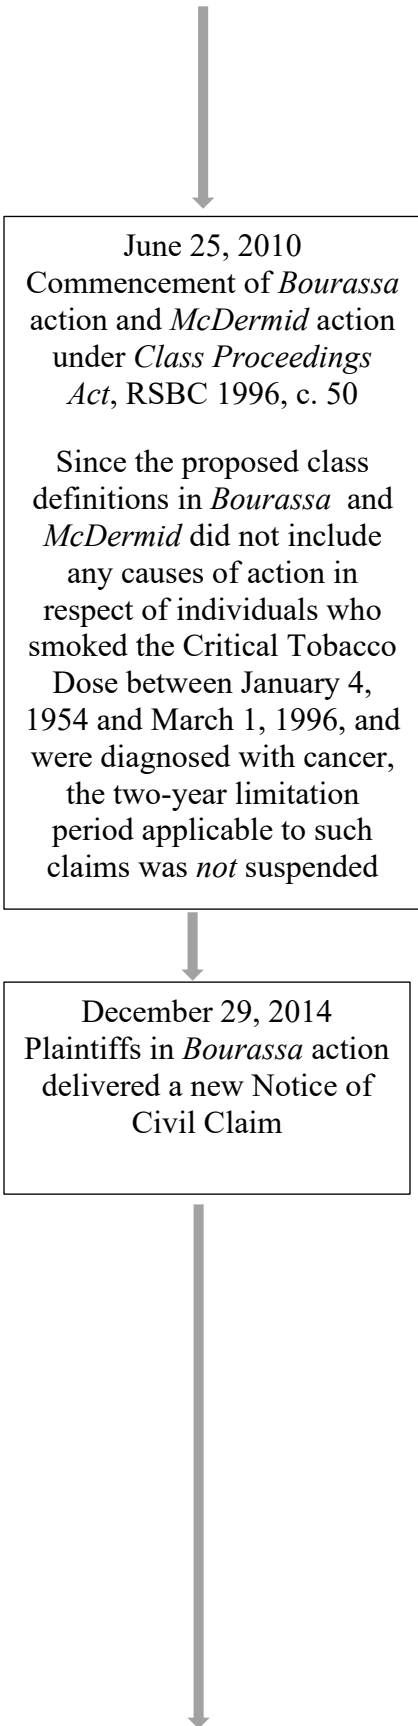 June 25, 2010
Commencement of Bourassa
action and McDermid action
under Class Proceedings
Act, RSBC 1996, c. 50
Since the proposed class
definitions in Bourassa and
McDermid did not include
any causes of action in
respect of individuals who
smoked the Critical Tobacco
Dose between January 4,
1954 and March 1, 1996, and
were diagnosed with cancer,
the two-year limitation
period applicable to such
claims was not suspended
December 29, 2014
Plaintiffs in Bourassa action
delivered a new Notice of
Civil Claim